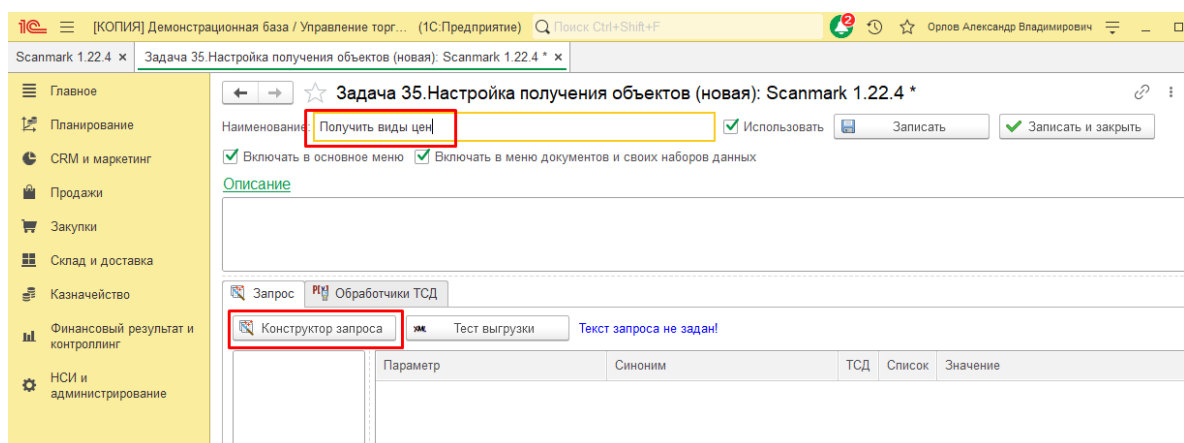 1С [КОПИЯ] Демонстрационная база / Управление торг... (1С:Предприятие) Поиск Ctrl+Shift+F 2 Орлов Александр Владимирович
Scanmark 1.22.4 × Задача 35.Настройка получения объектов (новая): Scanmark 1.22.4 * ×
Главное
Планирование
CRM и маркетинг
Продажи
Закупки
Склад и доставка
Казначейство
Финансовый результат и
контроллинг
НСИ и
администрирование
Задача 35.Настройка получения объектов (новая): Scanmark 1.22.4 *
Наименование: Получить виды цен Использовать Записать Записать и закрыть
Включать в основное меню Включать в меню документов и своих наборов данных
Описание
Запрос Обработчики ТСД
Конструктор запроса XML Тест выгрузки Текст запроса не задан!
Параметр Синоним ТСД Список Значение